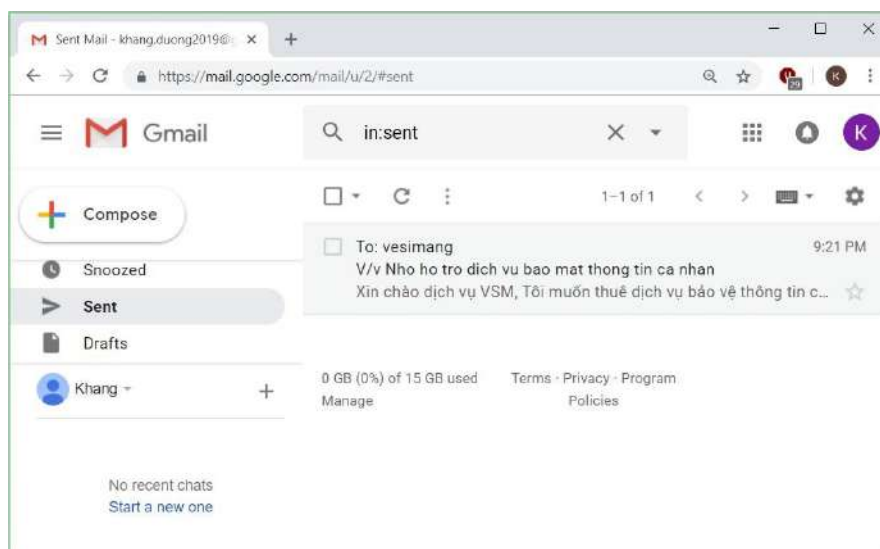 Sent Mail - khang.duong2019@
https://mail.google.com/mail/u/2/#sent
29
K
Gmail
in:sent
K
Compose
1–1 of 1
Snoozed
Sent
Drafts
To: vesimang 9:21 PM
V/v Nho ho tro dich vu bao mat thong tin ca nhan
Xin chào dịch vụ VSM, Tôi muốn thuê dịch vụ bảo vệ thông tin c...
Khang
0 GB (0%) of 15 GB used
Manage
Terms · Privacy · Program
Policies
No recent chats
Start a new one